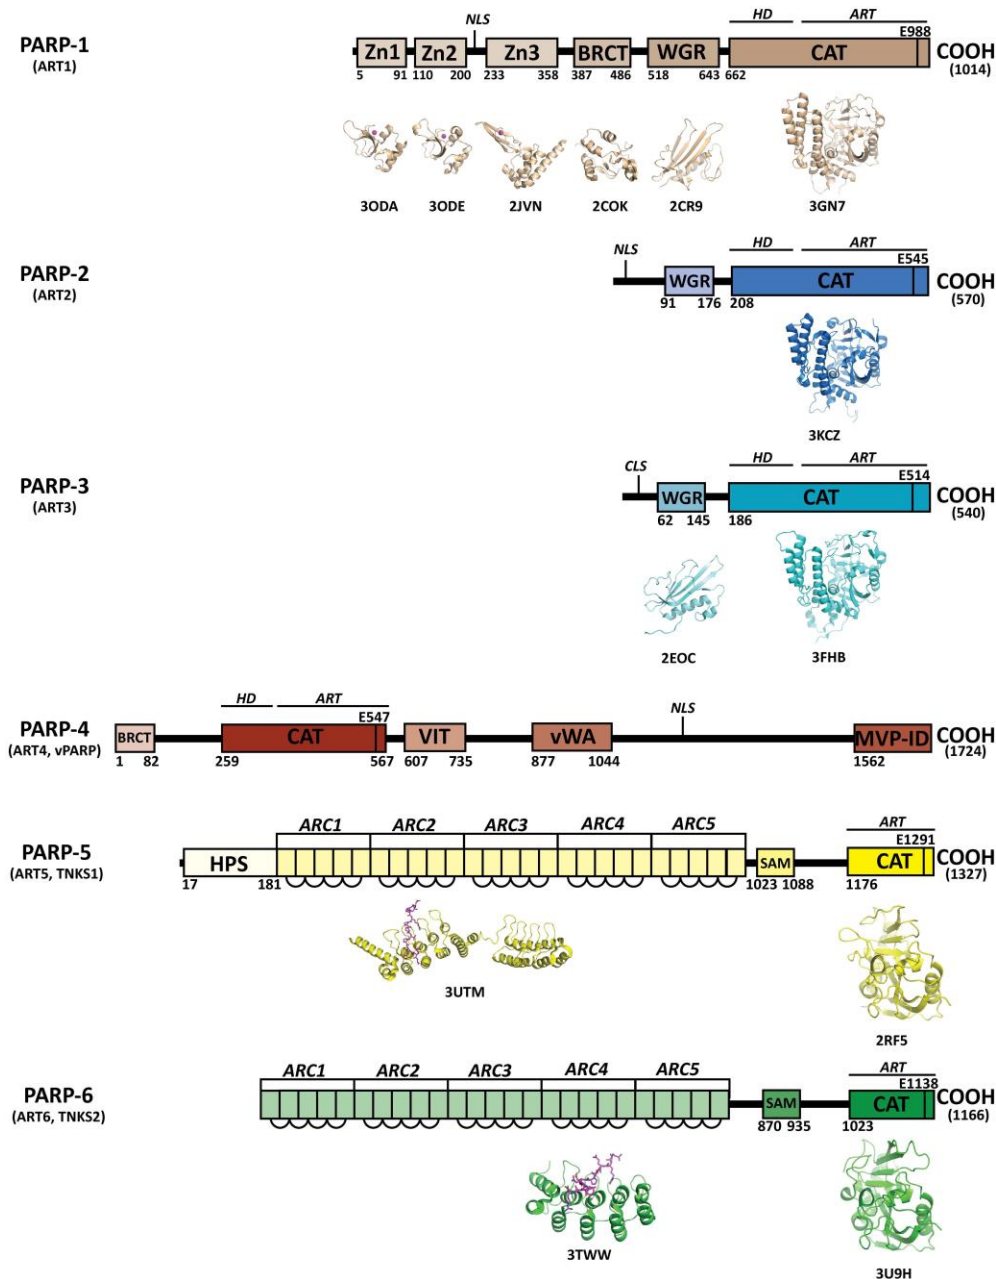 NLS HD ART
PARP-1 Zn1 Zn2 Zn3 BRCT WGR CAT E988 COOH
(ART1) 5 91 110 200 233 358 387 486 518 643 662 (1014)
3ODA 3ODE 2JVN 2COK 2CR9 3GN7
NLS HD ART
PARP-2 WGR CAT E545 COOH
(ART2) 91 176 208 (570)
3KCZ
CLS HD ART
PARP-3 WGR CAT E514 COOH
(ART3) 62 145 186 (540)
2EOC 3FHB
HD ART NLS
PARP-4 BRCT CAT E547 VIT vWA MVP-ID COOH
(ART4, vPARP) 1 82 259 567 607 735 877 1044 1562 (1724)
ARC1 ARC2 ARC3 ARC4 ARC5 ART
PARP-5 HPS SAM CAT E1291 COOH
(ART5, TNKS1) 17 181 1023 1088 1176 (1327)
3UTM 2RF5
ARC1 ARC2 ARC3 ARC4 ARC5 ART
PARP-6 SAM CAT E1138 COOH
(ART6, TNKS2) 870 935 1023 (1166)
3TWW 3U9H